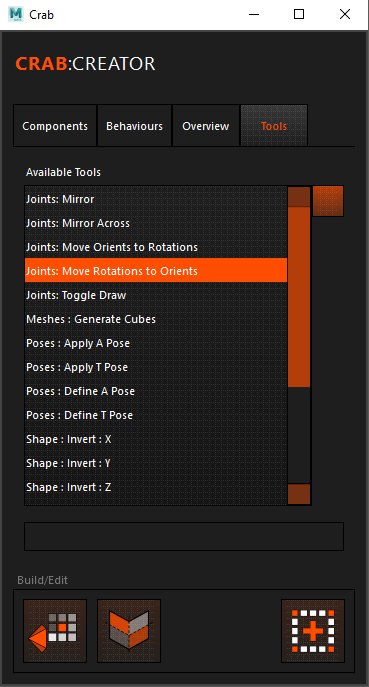 Crab
CRAB:CREATOR
Components Behaviours Overview Tools
Available Tools
Joints: Mirror
Joints: Mirror Across
Joints: Move Orients to Rotations
Joints: Move Rotations to Orients
Joints: Toggle Draw
Meshes : Generate Cubes
Poses : Apply A Pose
Poses : Apply T Pose
Poses : Define A Pose
Poses : Define T Pose
Shape : Invert : X
Shape : Invert : Y
Shape : Invert : Z
Build/Edit